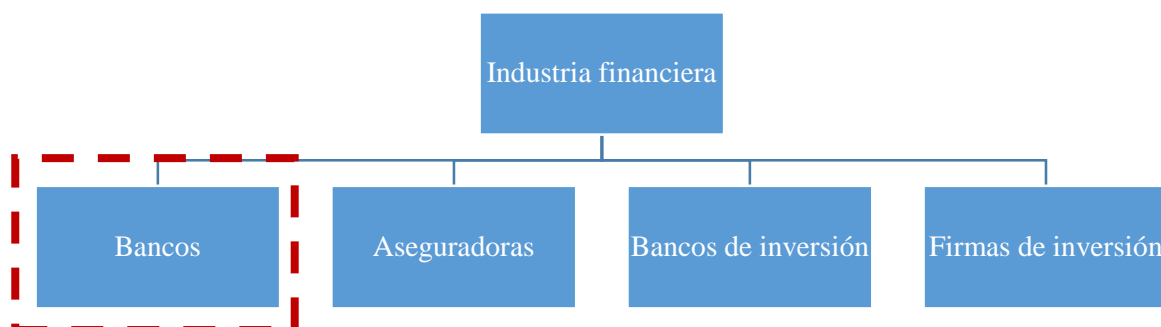 Industria financiera
Bancos
Aseguradoras
Bancos de inversión
Firmas de inversión